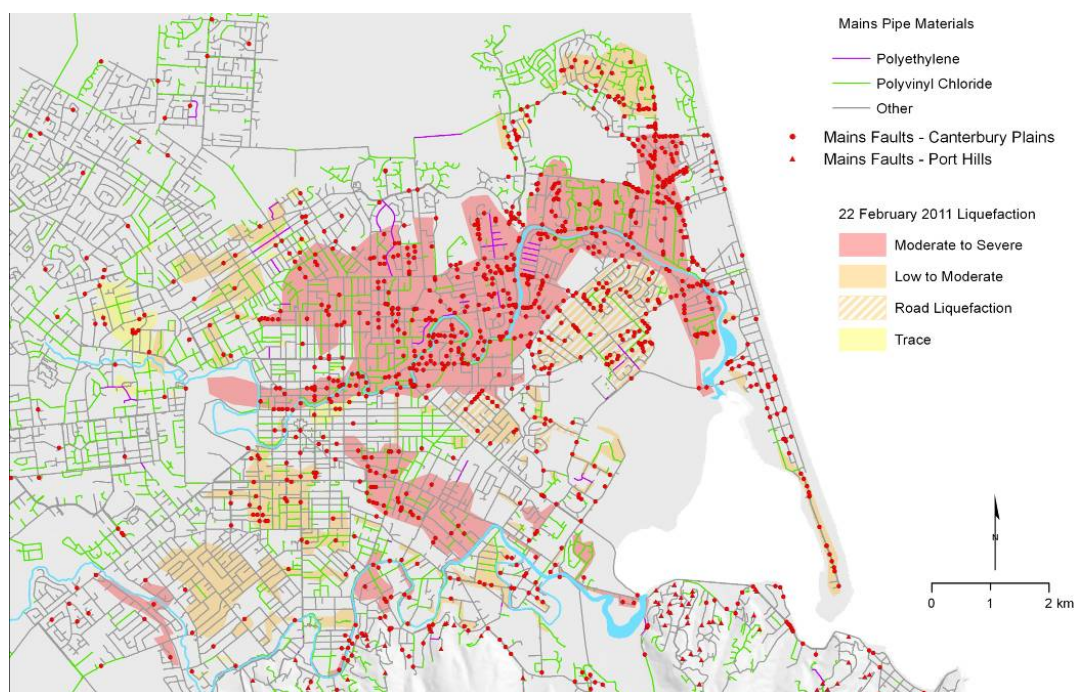 Mains Pipe Materials
Polyethylene
Polyvinyl Chloride
Other
Mains Faults - Canterbury Plains
Mains Faults - Port Hills
22 February 2011 Liquefaction
Moderate to Severe
Low to Moderate
Road Liquefaction
Trace
N
0 1 2 km